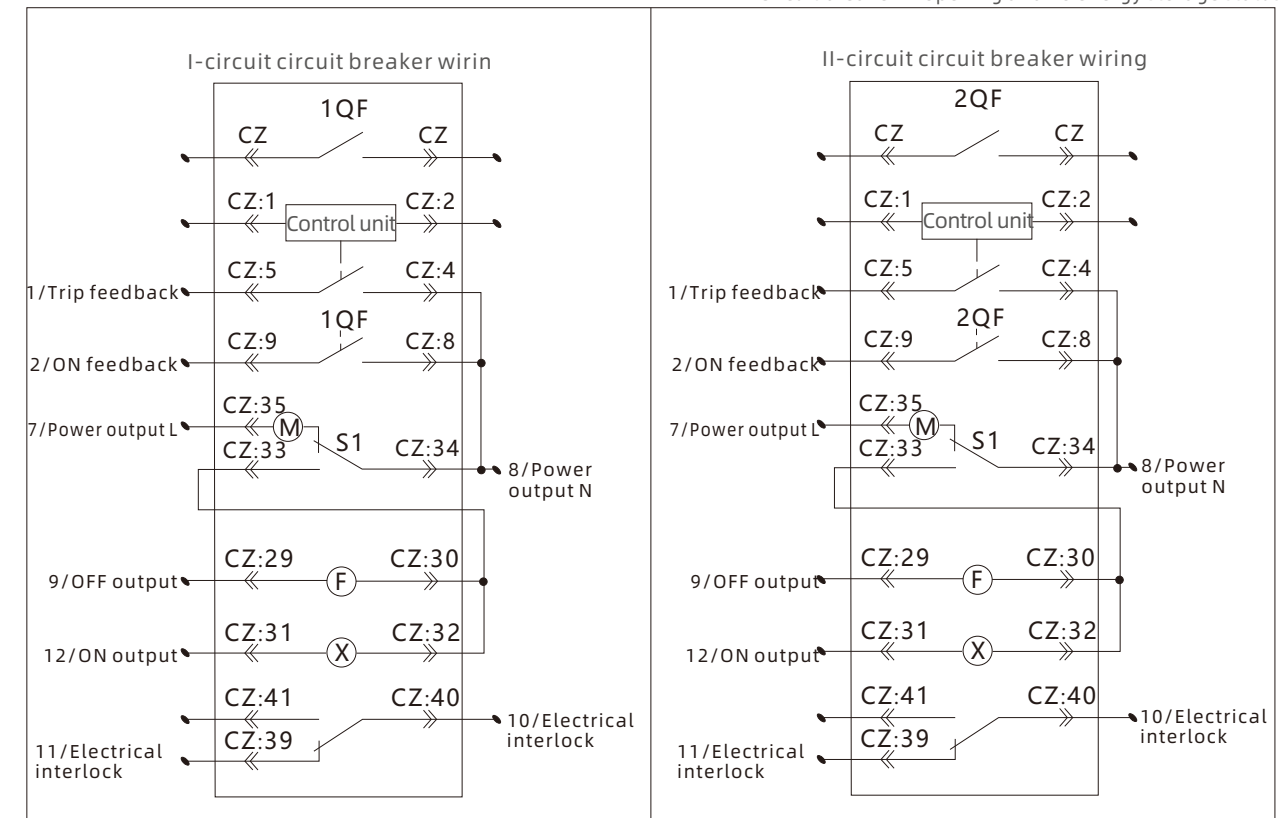 I-circuit circuit breaker wirin
1QF
CZ CZ
CZ:1 CZ:2
Control unit
CZ:5 CZ:4
1/Trip feedback
1QF
CZ:9 CZ:8
2/ON feedback
CZ:35
M
7/Power output L
S1
CZ:33 CZ:34
8/Power
output N
CZ:29 CZ:30
9/OFF output
F
CZ:31 CZ:32
12/ON output
X
CZ:41 CZ:40
10/Electrical
interlock
CZ:39
11/Electrical
interlock
II-circuit circuit breaker wiring
2QF
CZ CZ
CZ:1 CZ:2
Control unit
CZ:5 CZ:4
1/Trip feedback
2QF
CZ:9 CZ:8
2/ON feedback
CZ:35
M
7/Power output L
S1
CZ:33 CZ:34
8/Power
output N
CZ:29 CZ:30
9/OFF output
F
CZ:31 CZ:32
12/ON output
X
CZ:41 CZ:40
10/Electrical
interlock
CZ:39
11/Electrical
interlock